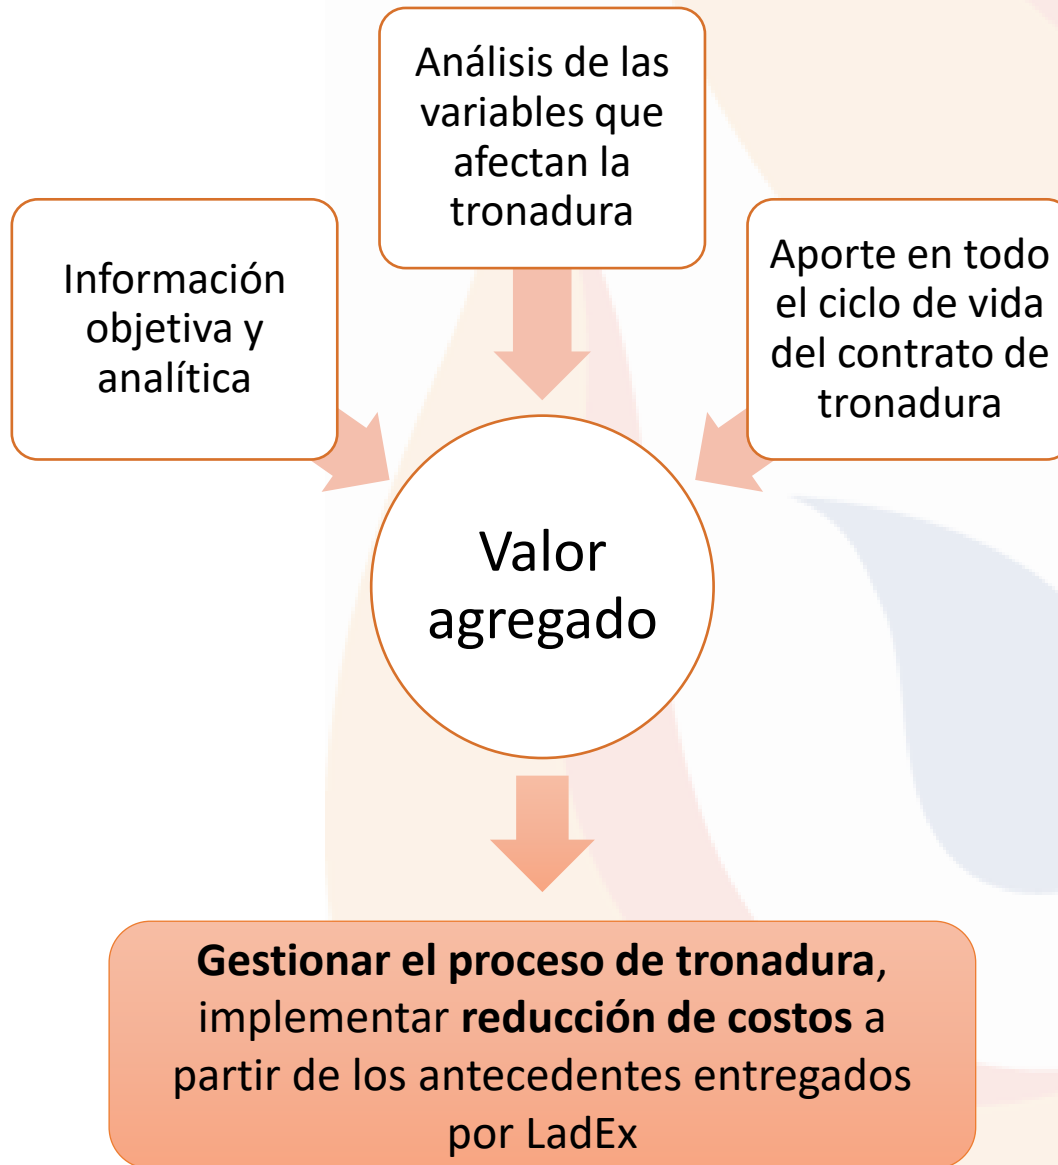 Análisis de las
variables que
afectan la
tronadura
Información
objetiva y
analítica
Aporte en todo
el ciclo de vida
del contrato de
tronadura
Valor
agregado
Gestionar el proceso de tronadura,
implementar reducción de costos a
partir de los antecedentes entregados
por LadEx